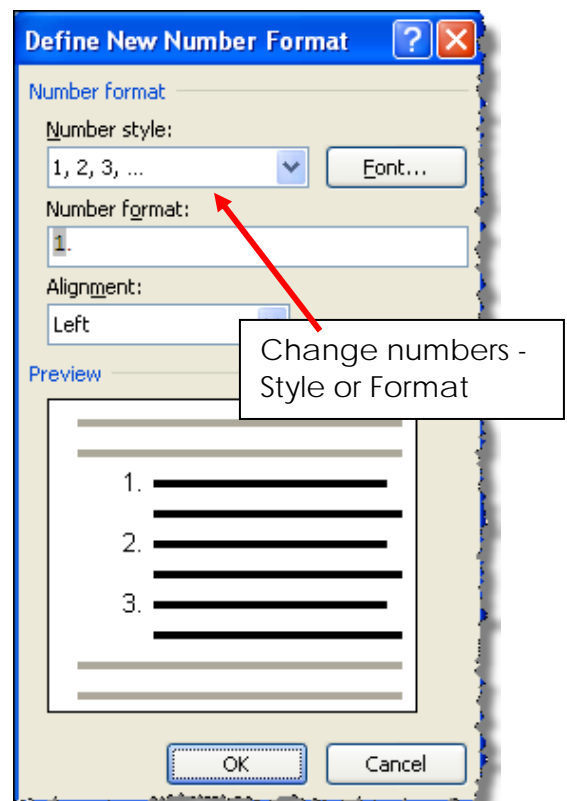 Define New Number Format
Number format
Number style:
1, 2, 3, ...
Font...
Number format:
1.
Alignment:
Left
Change numbers -
Style or Format
Preview
1.
2.
3.
OK
Cancel